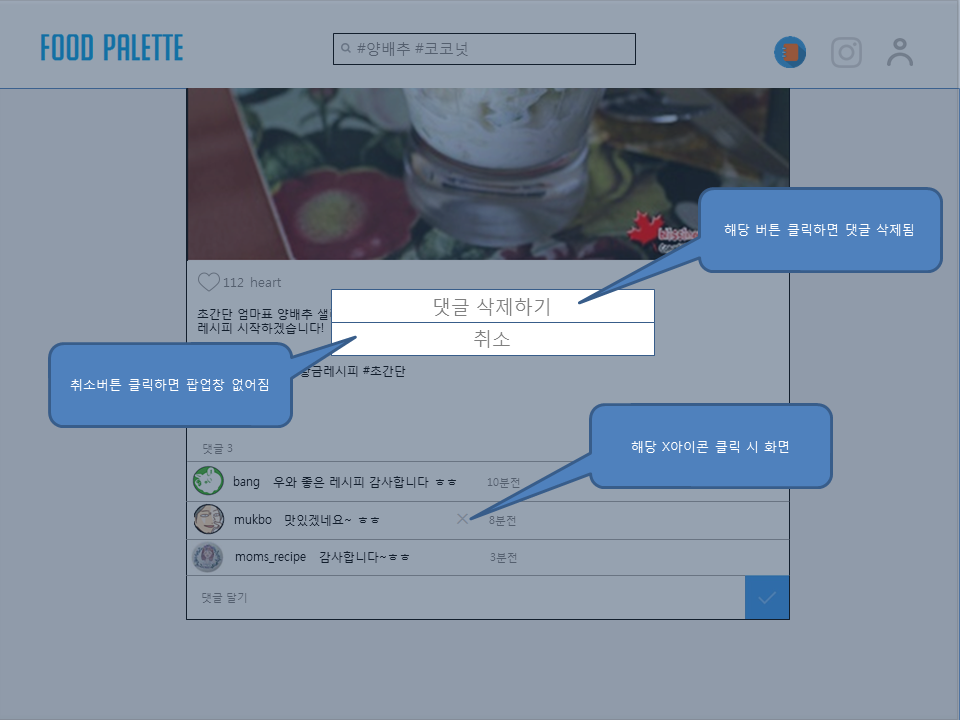 FOOD PALETTE
#양배추 #코코넛
해당 버튼 클릭하면 댓글 삭제됨
112 heart
댓글 삭제하기
초간단 엄마표 양배추
레시피 시작하겠습니다!
취소
취소버튼 클릭하면 팝업창 없어짐
#초간단
해당 X아이콘 클릭 시 화면
댓글 3
bang 우와 좋은 레시피 감사합니다 ㅎㅎ 10분전
mukbo 맛있겠네요~ ㅎㅎ 8분전
moms_recipe 감사합니다~ㅎㅎ 3분전
댓글 달기